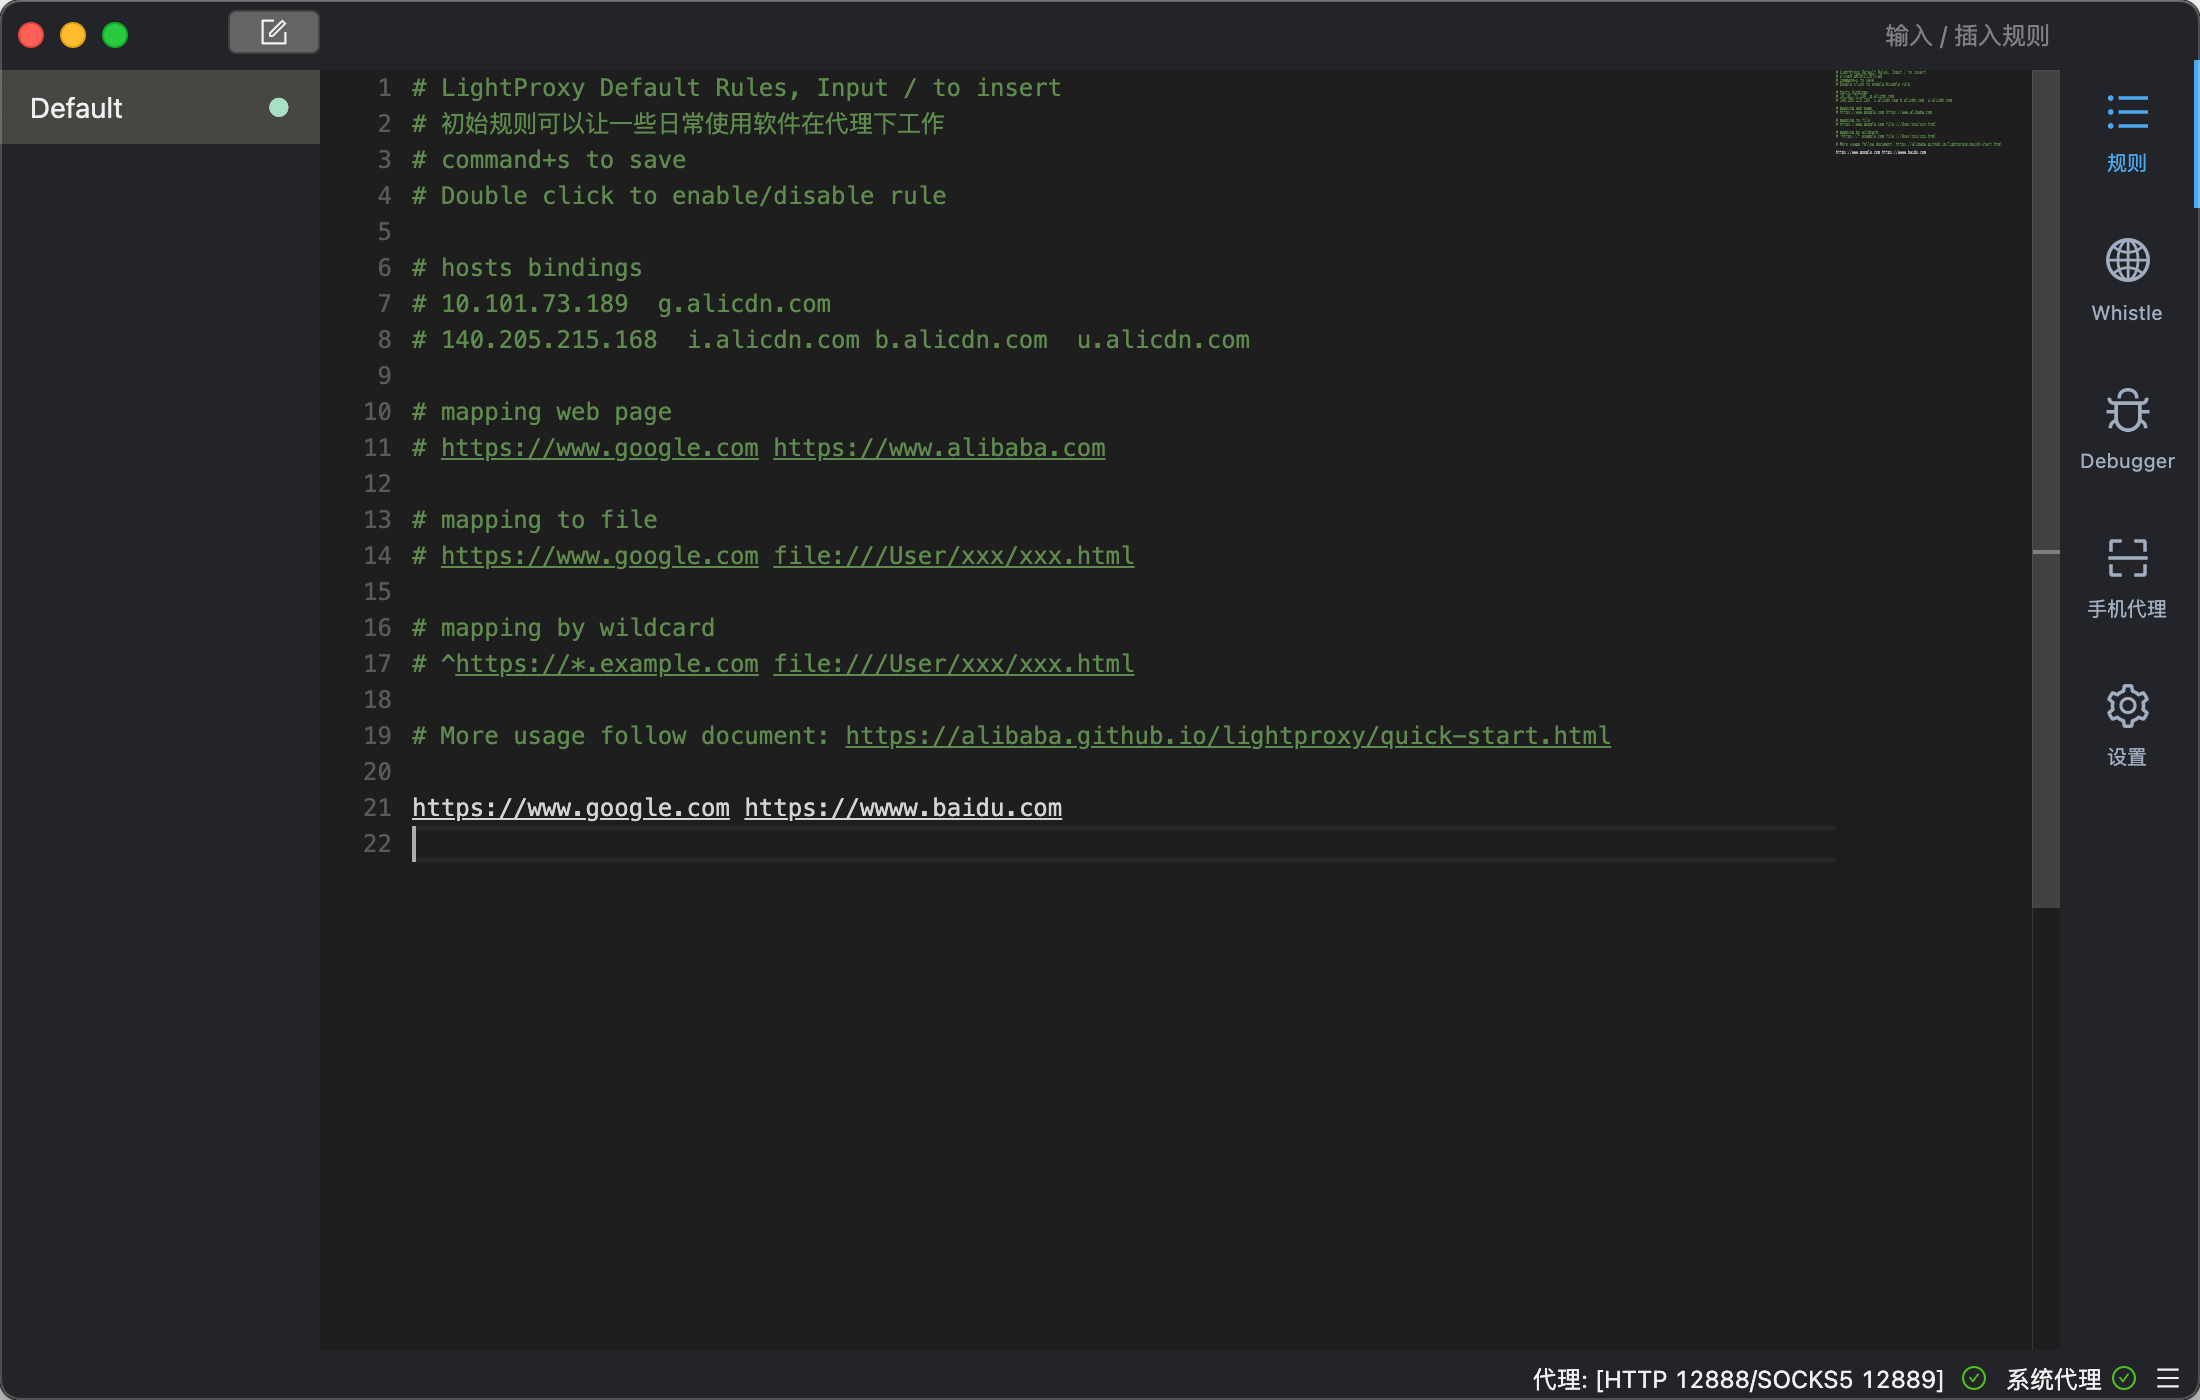 输入 / 插入规则
Default
1 # LightProxy Default Rules, Input / to insert
2 # 初始规则可以让一些日常使用软件在代理下工作
3 # command+s to save
4 # Double click to enable/disable rule
5
6 # hosts bindings
7 # 10.101.73.189  g.alicdn.com
8 # 140.205.215.168  i.alicdn.com b.alicdn.com  u.alicdn.com
9
10 # mapping web page
11 # https://www.google.com https://www.alibaba.com
12
13 # mapping to file
14 # https://www.google.com file:///User/xxx/xxx.html
15
16 # mapping by wildcard
17 # ^https://*.example.com file:///User/xxx/xxx.html
18
19 # More usage follow document: https://alibaba.github.io/lightproxy/quick-start.html
20
21 https://www.google.com https://wwww.baidu.com
22
规则
Whistle
Debugger
手机代理
设置
代理: [HTTP 12888/SOCKS5 12889] 系统代理